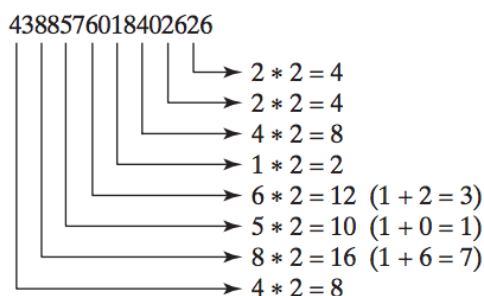 4388576018402626
2 * 2 = 4
2 * 2 = 4
4 * 2 = 8
1 * 2 = 2
6 * 2 = 12 (1 + 2 = 3)
5 * 2 = 10 (1 + 0 = 1)
8 * 2 = 16 (1 + 6 = 7)
4 * 2 = 8